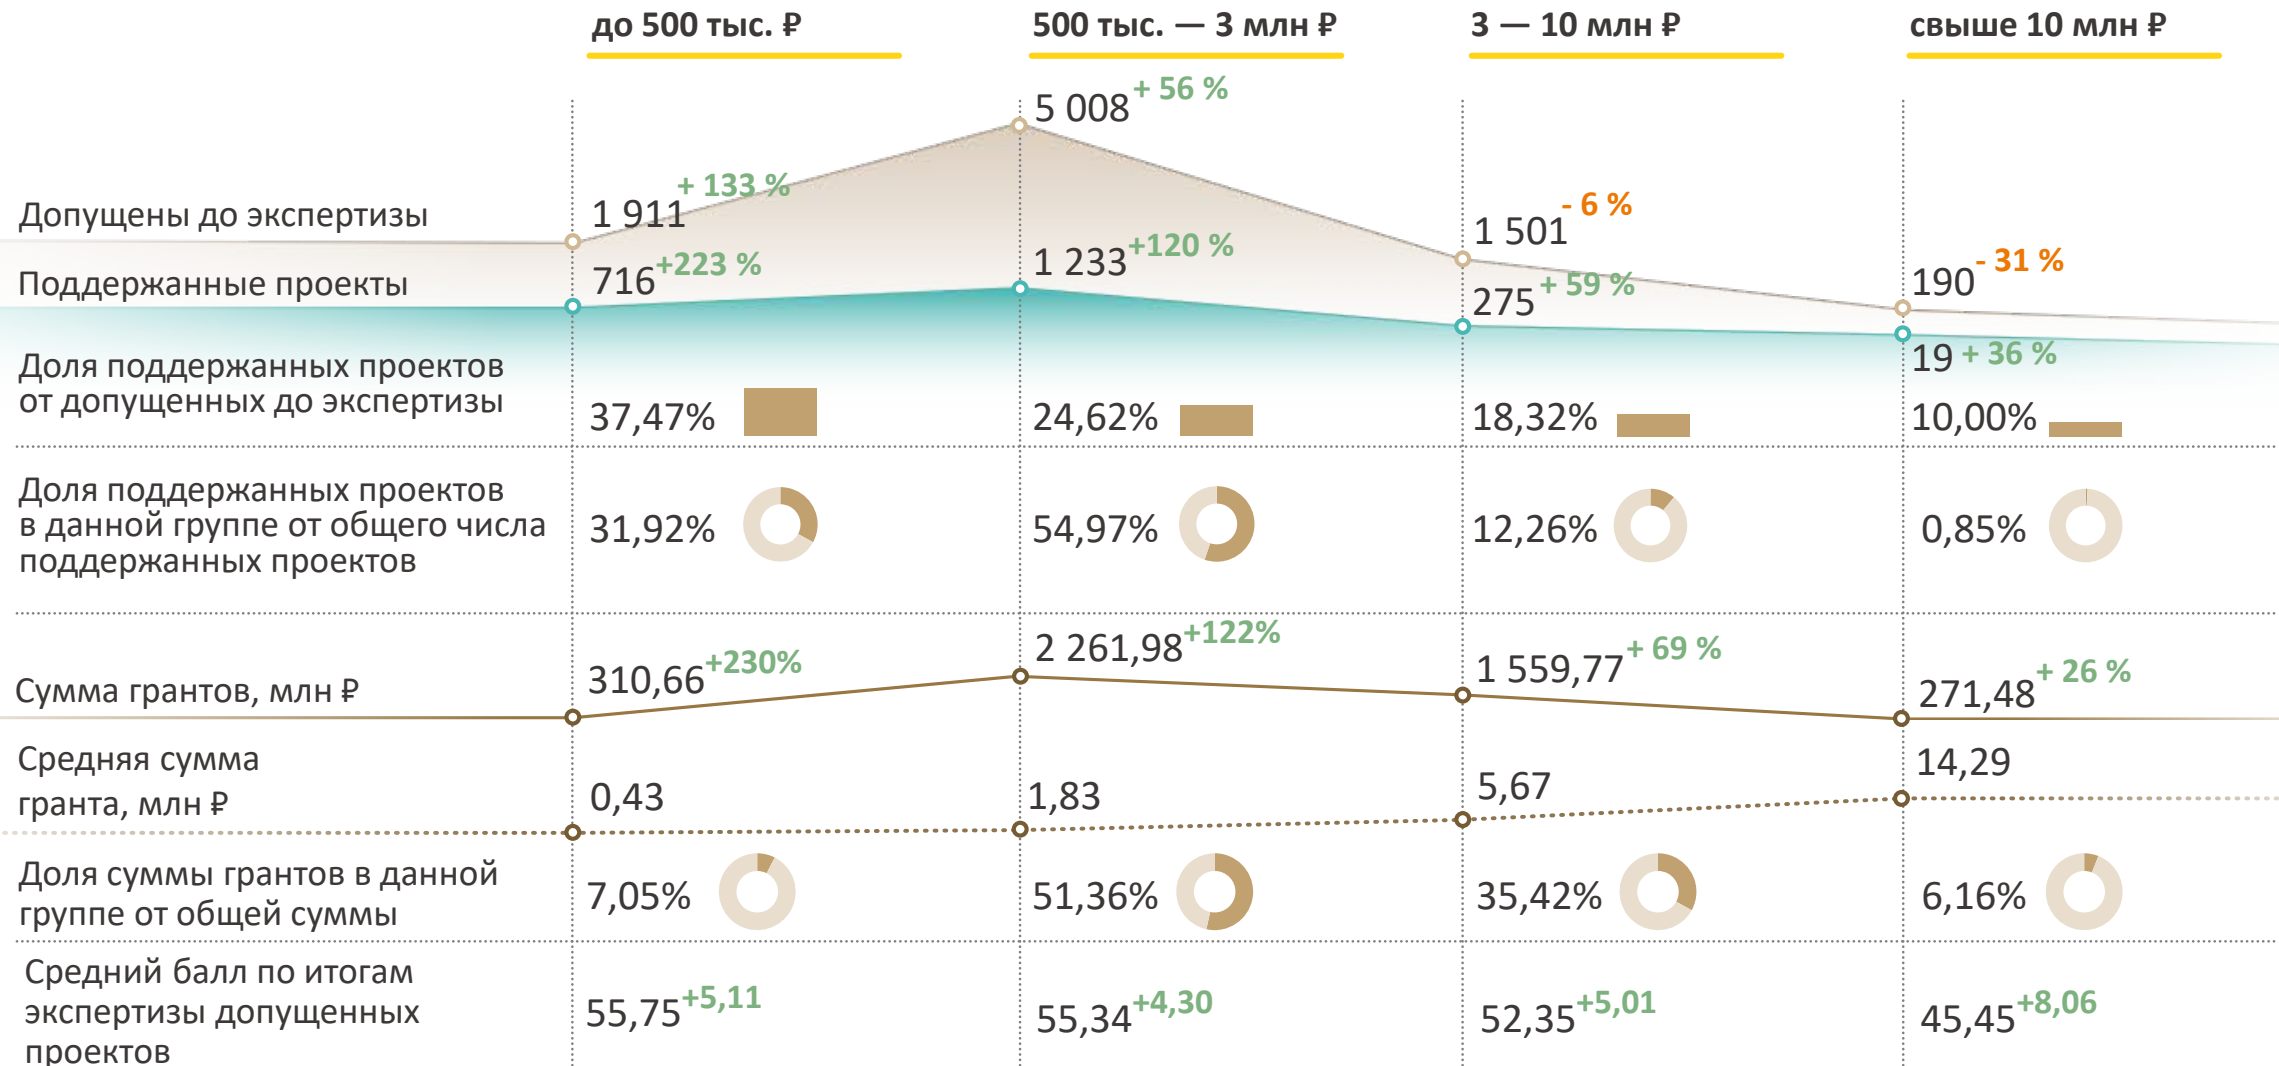 до 500 тыс. ₽
500 тыс. — 3 млн ₽
3 — 10 млн ₽
свыше 10 млн ₽
Допущены до экспертизы
1 911 + 133 %
5 008 + 56 %
1 501 - 6 %
190 - 31 %
Поддержанные проекты
716 +223 %
1 233 +120 %
275 + 59 %
19 + 36 %
Доля поддержанных проектов
от допущенных до экспертизы
37,47%
24,62%
18,32%
10,00%
Доля поддержанных проектов
в данной группе от общего числа
поддержанных проектов
31,92%
54,97%
12,26%
0,85%
Сумма грантов, млн ₽
310,66 +230%
2 261,98 +122%
1 559,77 + 69 %
271,48 + 26 %
Средняя сумма
гранта, млн ₽
0,43
1,83
5,67
14,29
Доля суммы грантов в данной
группе от общей суммы
7,05%
51,36%
35,42%
6,16%
Средний балл по итогам
экспертизы допущенных
проектов
55,75 +5,11
55,34 +4,30
52,35 +5,01
45,45 +8,06